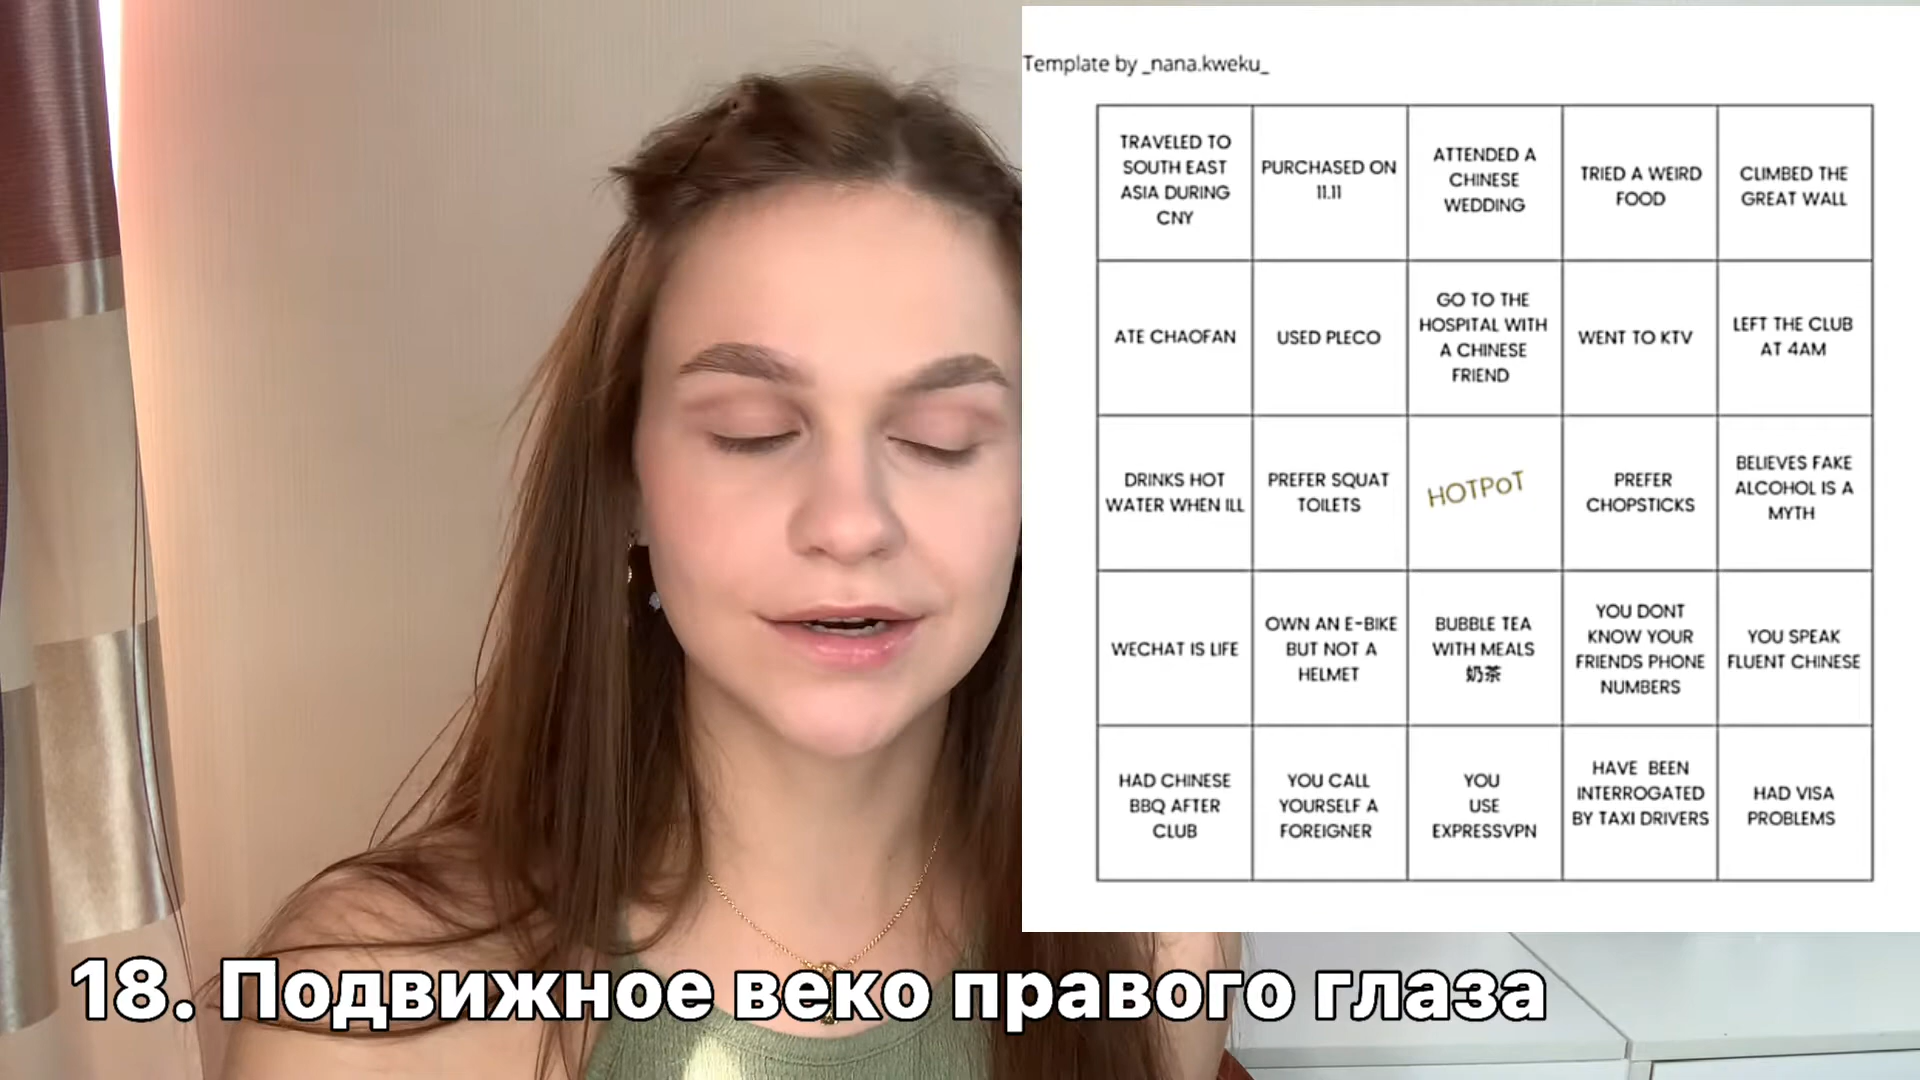 Template by _nana.kweku_
TRAVELED TO
SOUTH EAST
ASIA DURING
CNY
PURCHASED ON
11.11
ATTENDED A
CHINESE
WEDDING
TRIED A WEIRD
FOOD
CLIMBED THE
GREAT WALL
ATE CHAOFAN
USED PLECO
GO TO THE
HOSPITAL WITH
A CHINESE
FRIEND
WENT TO KTV
LEFT THE CLUB
AT 4AM
DRINKS HOT
WATER WHEN ILL
PREFER SQUAT
TOILETS
HOTPoT
PREFER
CHOPSTICKS
BELIEVES FAKE
ALCOHOL IS A
MYTH
WECHAT IS LIFE
OWN AN E-BIKE
BUT NOT A
HELMET
BUBBLE TEA
WITH MEALS
奶茶
YOU DONT
KNOW YOUR
FRIENDS PHONE
NUMBERS
YOU SPEAK
FLUENT CHINESE
HAD CHINESE
BBQ AFTER
CLUB
YOU CALL
YOURSELF A
FOREIGNER
YOU
USE
EXPRESSVPN
HAVE BEEN
INTERROGATED
BY TAXI DRIVERS
HAD VISA
PROBLEMS
18. Подвижное веко правого глаза